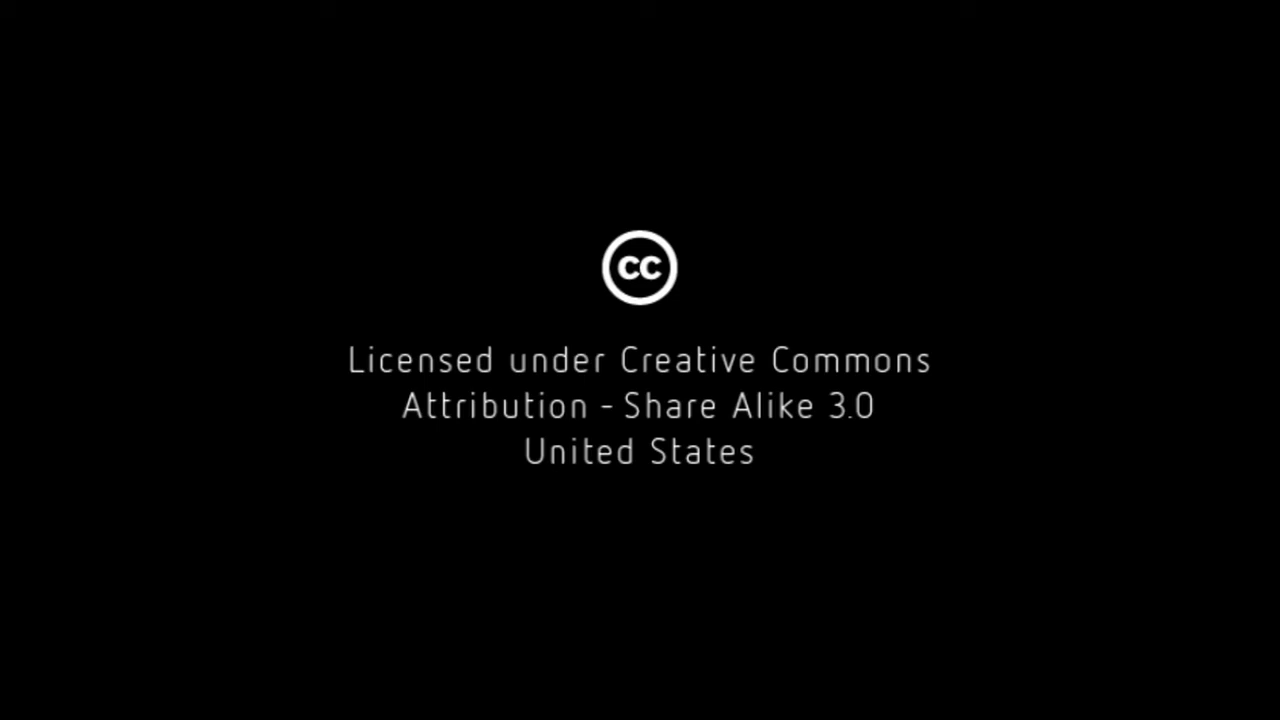 cc
Licensed under Creative Commons
Attribution - Share Alike 3.0
United States